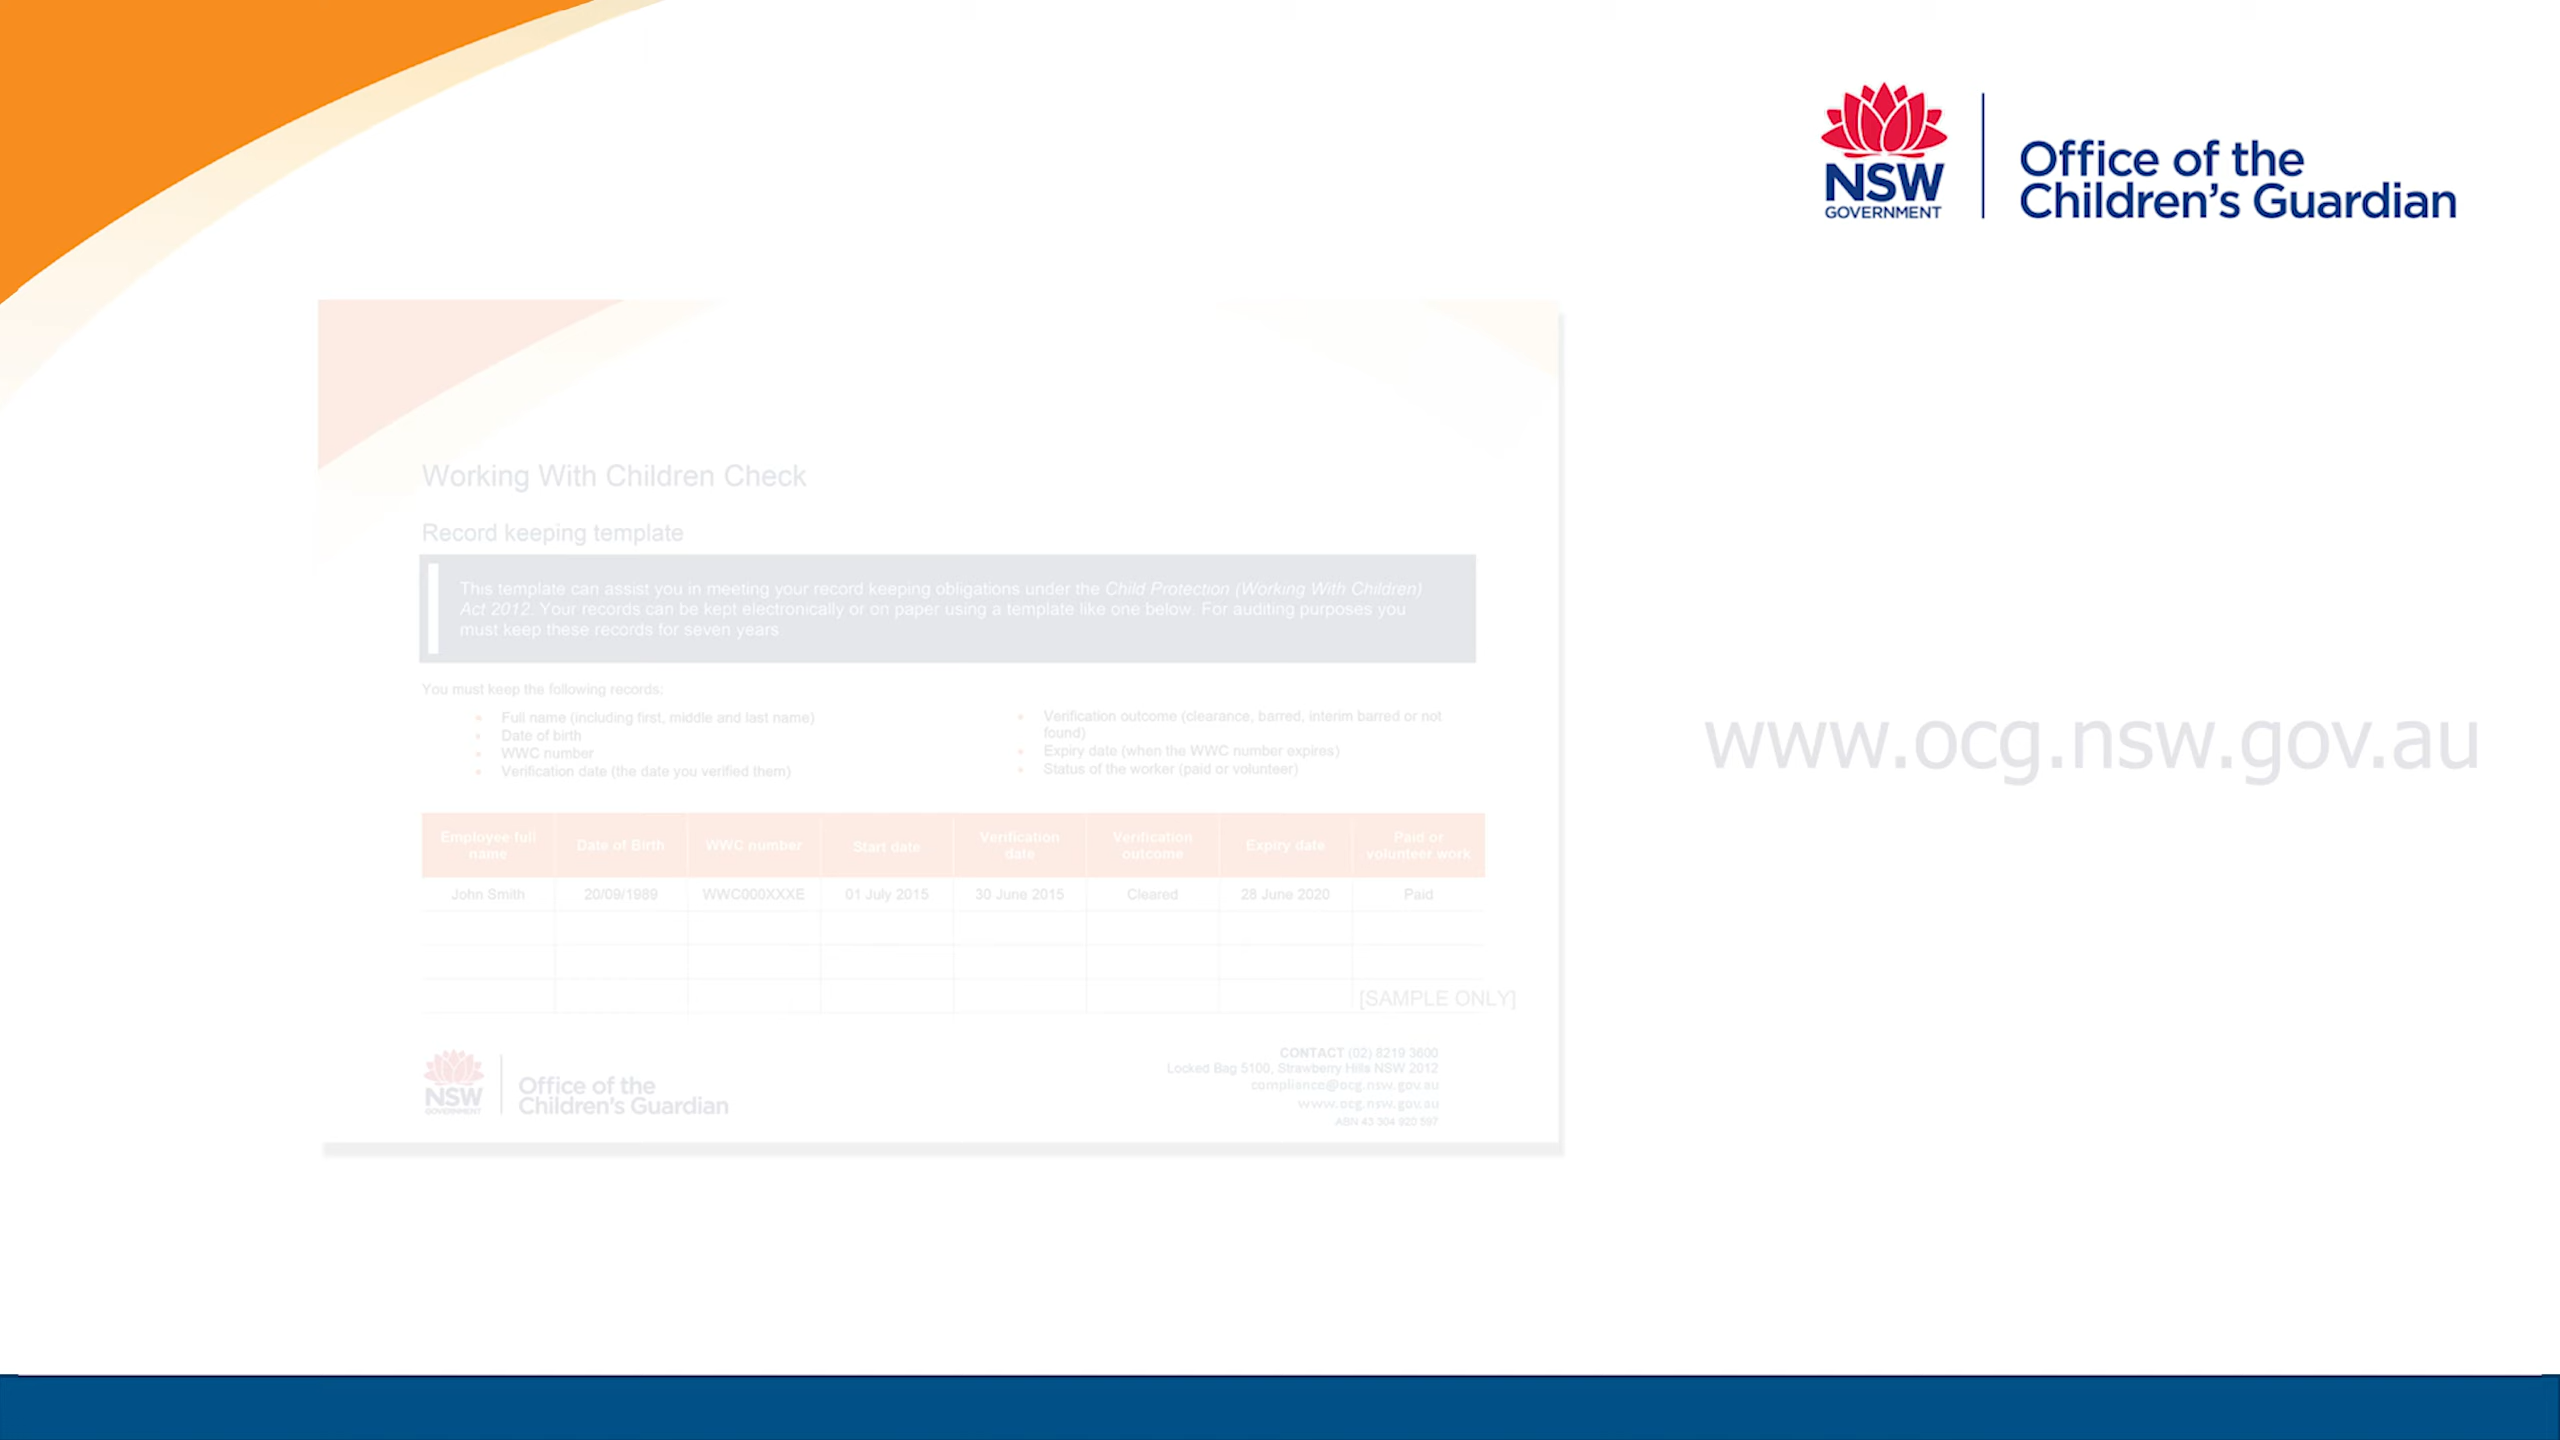 NSW
GOVERNMENT
Office of the
Children's Guardian
Working With Children Check
Record keeping template
This template can assist you in meeting your record keeping obligations under the Child Protection (Working With Children)
Act 2012. Your records can be kept electronically or on paper using a template like one below. For auditing purposes you
must keep these records for seven years
You must keep the following records:
Full name (including first, middle and last name)
Date of birth
WWC number
Verification date (the date you verified them)
Verification outcome (clearance, barred, interim barred or not
found)
Expiry date (when the WWC number expires)
Status of the worker (paid or volunteer)
www.ocg.nsw.gov.au
Employee full name Date of Birth WWC number Start date Verification date Verification outcome Expiry date Paid or volunteer work
John Smith 20/09/1989 WWC000XXXE 01 July 2015 30 June 2015 Cleared 28 June 2020 Paid
[SAMPLE ONLY]
NSW
GOVERNMENT
Office of the
Children's Guardian
CONTACT (02) 8219 3600
Locked Bag 5100, Strawberry Hills NSW 2012
compliance@ocg.nsw.gov.au
www.ocg.nsw.gov.au
ABN 43 304 920 597